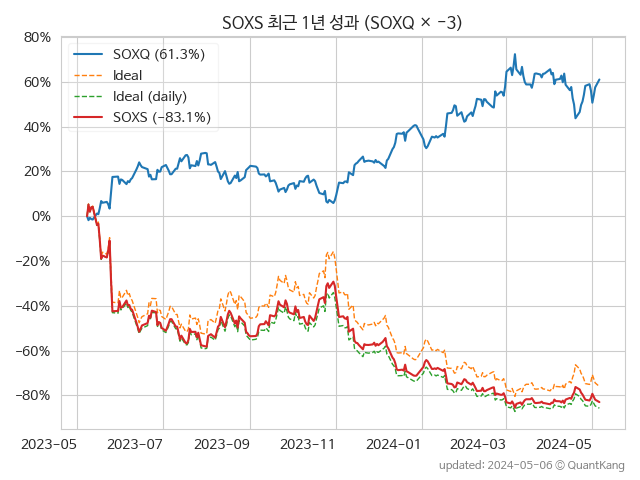 SOXS 최근 1년 성과 (SOXQ × −3)
80%
60%
40%
20%
0%
−20%
−40%
−60%
−80%
SOXQ (61.3%)
Ideal
Ideal (daily)
SOXS (−83.1%)
2023-05
2023-07
2023-09
2023-11
2024-01
2024-03
2024-05
updated: 2024-05-06 ⓒ QuantKang